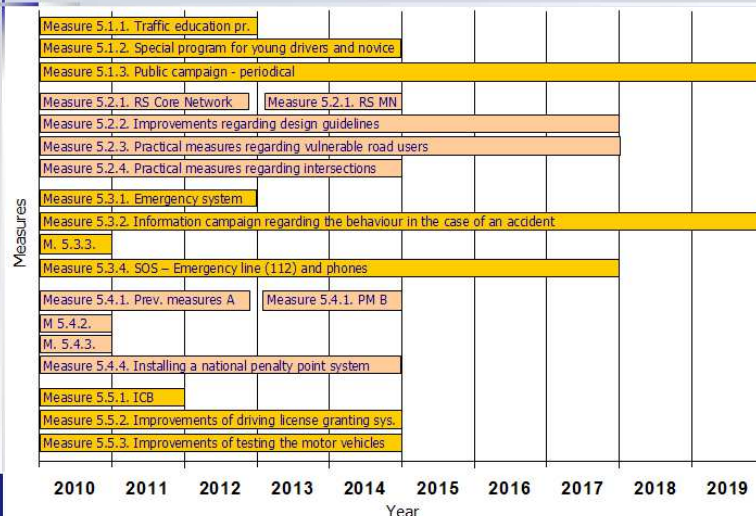 Measure 5.1.1. Traffic education pr.
Measure 5.1.2. Special program for young drivers and novice
Measure 5.1.3. Public campaign - periodical
Measure 5.2.1. RS Core Network
Measure 5.2.1. RS MN
Measure 5.2.2. Improvements regarding design guidelines
Measure 5.2.3. Practical measures regarding vulnerable road users
Measure 5.2.4. Practical measures regarding intersections
Measure 5.3.1. Emergency system
Measure 5.3.2. Information campaign regarding the behaviour in the case of an accident
M. 5.3.3.
Measure 5.3.4. SOS – Emergency line (112) and phones
Measure 5.4.1. Prev. measures A
Measure 5.4.1. PM B
M 5.4.2.
M. 5.4.3.
Measure 5.4.4. Installing a national penalty point system
Measure 5.5.1. ICB
Measure 5.5.2. Improvements of driving license granting sys.
Measure 5.5.3. Improvements of testing the motor vehicles
Measures
2010 2011 2012 2013 2014 2015 2016 2017 2018 2019
Year